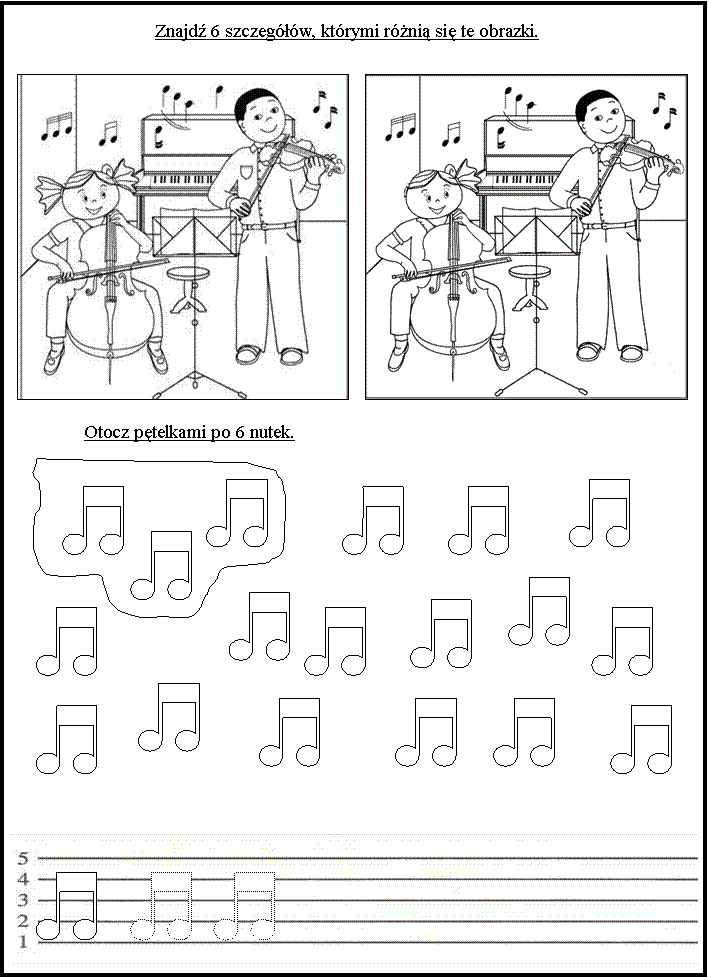 Znajdź 6 szczegółów, którymi różnią się te obrazki.
Otocz pętelkami po 6 nutek.
5
4
3
2
1